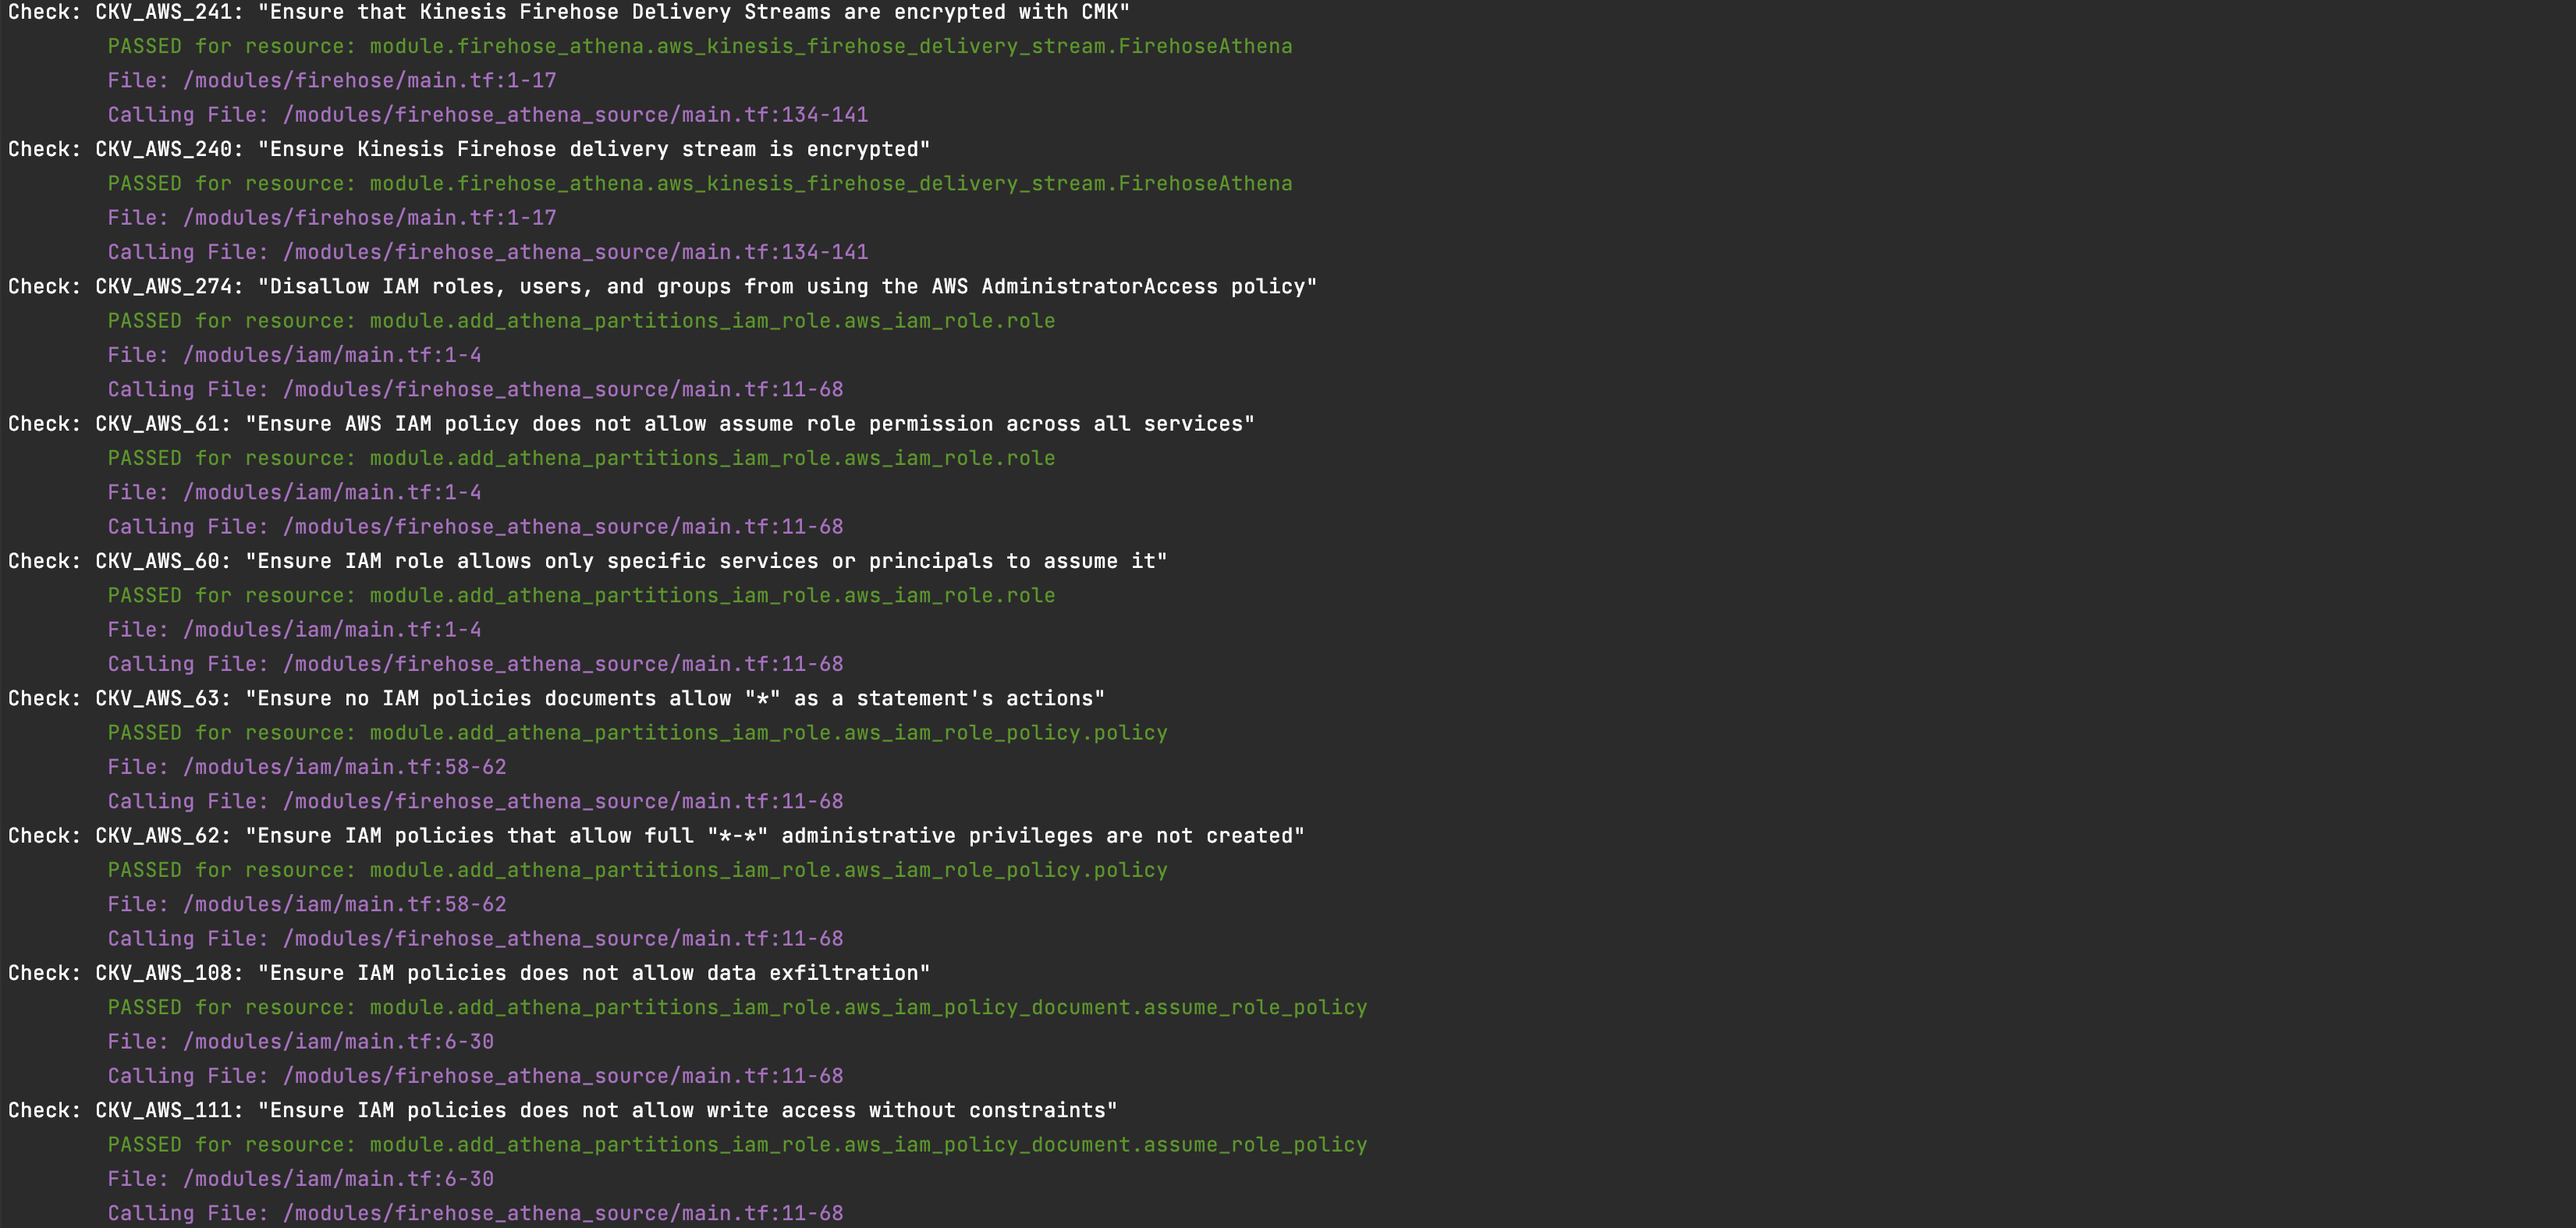 Check: CKV_AWS_241: "Ensure that Kinesis Firehose Delivery Streams are encrypted with CMK"
PASSED for resource: module.firehose_athena.aws_kinesis_firehose_delivery_stream.FirehoseAthena
File: /modules/firehose/main.tf:1-17
Calling File: /modules/firehose_athena_source/main.tf:134-141
Check: CKV_AWS_240: "Ensure Kinesis Firehose delivery stream is encrypted"
PASSED for resource: module.firehose_athena.aws_kinesis_firehose_delivery_stream.FirehoseAthena
File: /modules/firehose/main.tf:1-17
Calling File: /modules/firehose_athena_source/main.tf:134-141
Check: CKV_AWS_274: "Disallow IAM roles, users, and groups from using the AWS AdministratorAccess policy"
PASSED for resource: module.add_athena_partitions_iam_role.aws_iam_role.role
File: /modules/iam/main.tf:1-4
Calling File: /modules/firehose_athena_source/main.tf:11-68
Check: CKV_AWS_61: "Ensure AWS IAM policy does not allow assume role permission across all services"
PASSED for resource: module.add_athena_partitions_iam_role.aws_iam_role.role
File: /modules/iam/main.tf:1-4
Calling File: /modules/firehose_athena_source/main.tf:11-68
Check: CKV_AWS_60: "Ensure IAM role allows only specific services or principals to assume it"
PASSED for resource: module.add_athena_partitions_iam_role.aws_iam_role.role
File: /modules/iam/main.tf:1-4
Calling File: /modules/firehose_athena_source/main.tf:11-68
Check: CKV_AWS_63: "Ensure no IAM policies documents allow "*" as a statement's actions"
PASSED for resource: module.add_athena_partitions_iam_role.aws_iam_role_policy.policy
File: /modules/iam/main.tf:58-62
Calling File: /modules/firehose_athena_source/main.tf:11-68
Check: CKV_AWS_62: "Ensure IAM policies that allow full "*-*" administrative privileges are not created"
PASSED for resource: module.add_athena_partitions_iam_role.aws_iam_role_policy.policy
File: /modules/iam/main.tf:58-62
Calling File: /modules/firehose_athena_source/main.tf:11-68
Check: CKV_AWS_108: "Ensure IAM policies does not allow data exfiltration"
PASSED for resource: module.add_athena_partitions_iam_role.aws_iam_policy_document.assume_role_policy
File: /modules/iam/main.tf:6-30
Calling File: /modules/firehose_athena_source/main.tf:11-68
Check: CKV_AWS_111: "Ensure IAM policies does not allow write access without constraints"
PASSED for resource: module.add_athena_partitions_iam_role.aws_iam_policy_document.assume_role_policy
File: /modules/iam/main.tf:6-30
Calling File: /modules/firehose_athena_source/main.tf:11-68